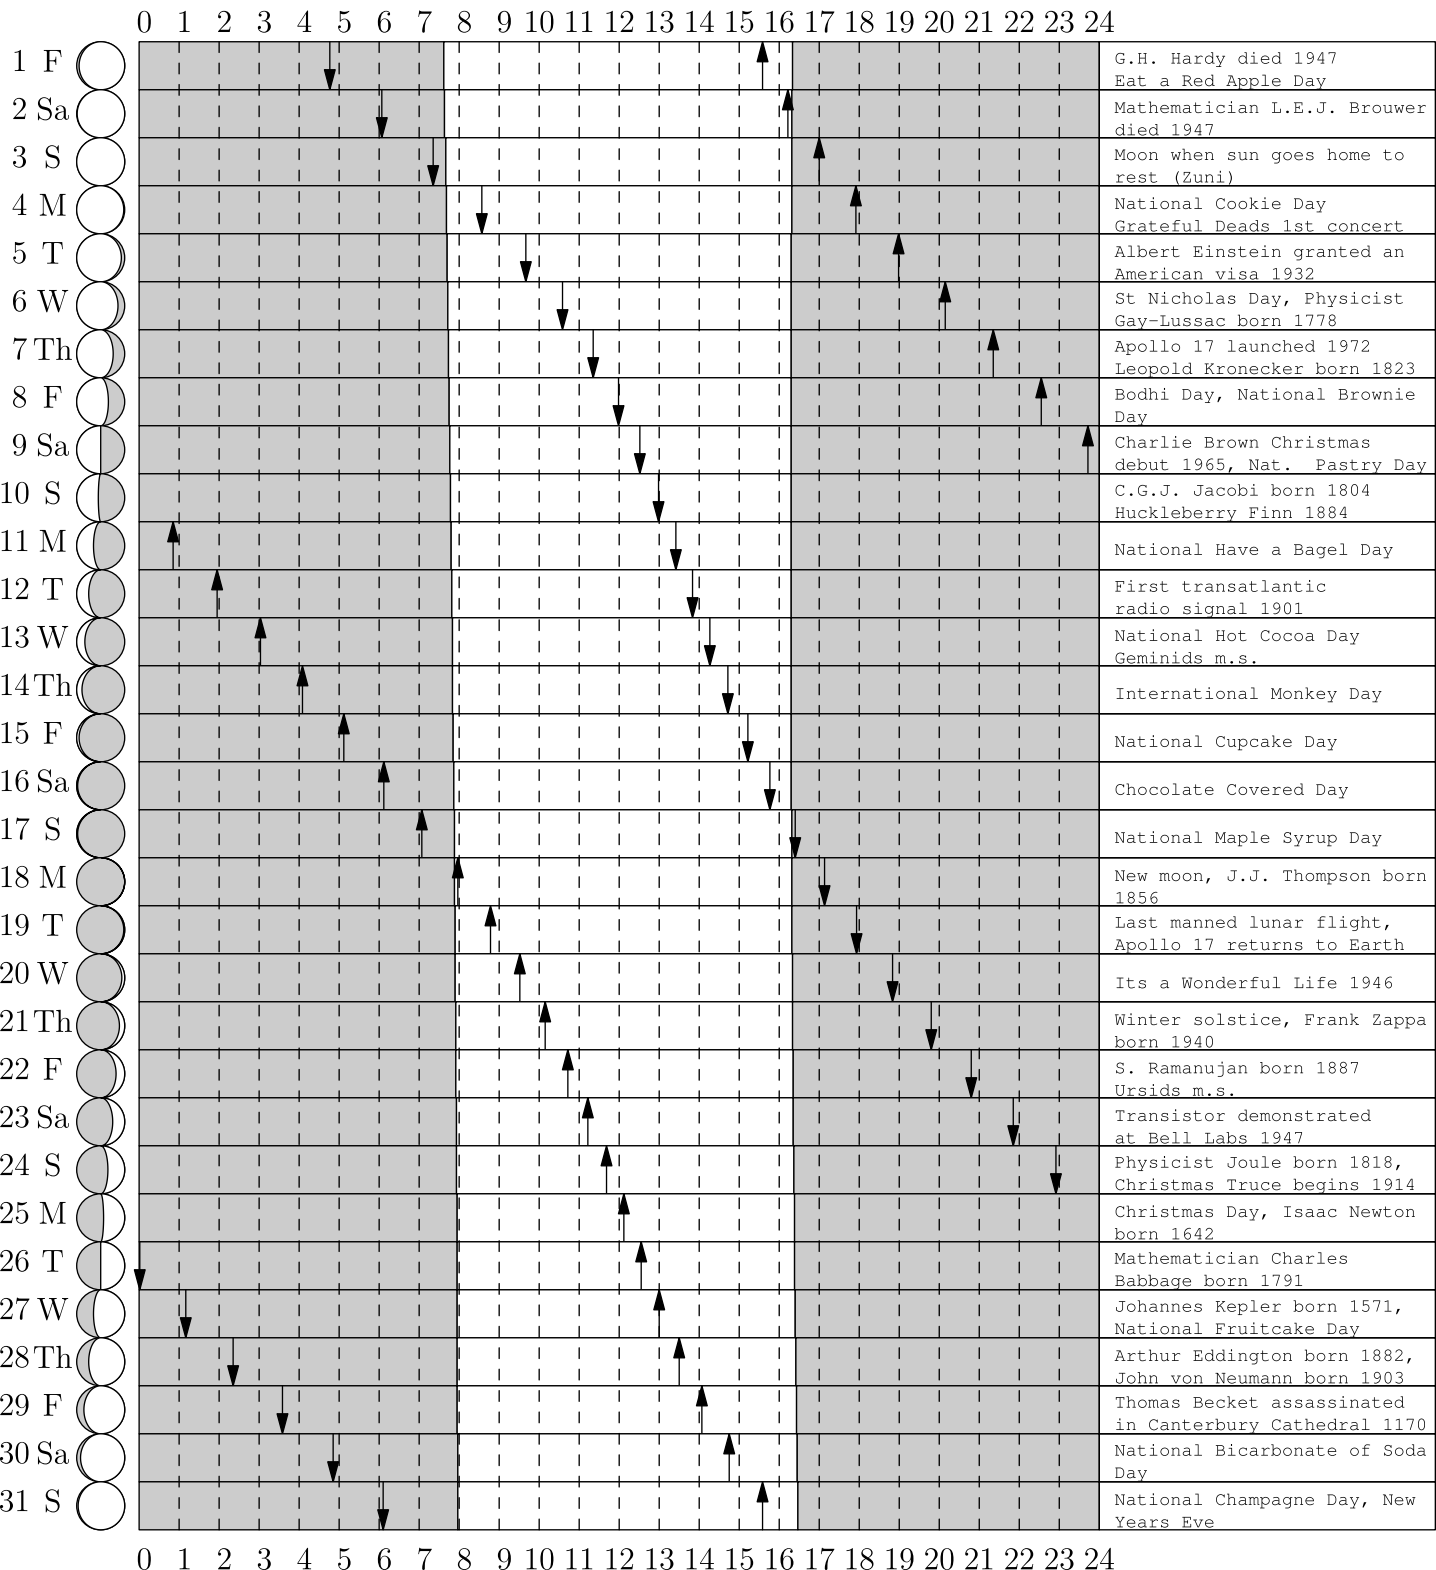 0 1 2 3 4 5 6 7 8 9 10 11 12 13 14 15 16 17 18 19 20 21 22 23 24
1 F G.H. Hardy died 1947
Eat a Red Apple Day
2 Sa Mathematician L.E.J. Brouwer
died 1947
3 S Moon when sun goes home to
rest (Zuni)
4 M National Cookie Day
Grateful Deads 1st concert
5 T Albert Einstein granted an
American visa 1932
6 W St Nicholas Day, Physicist
Gay-Lussac born 1778
7 Th Apollo 17 launched 1972
Leopold Kronecker born 1823
8 F Bodhi Day, National Brownie
Day
9 Sa Charlie Brown Christmas
debut 1965, Nat. Pastry Day
10 S C.G.J. Jacobi born 1804
Huckleberry Finn 1884
11 M National Have a Bagel Day
12 T First transatlantic
radio signal 1901
13 W National Hot Cocoa Day
Geminids m.s.
14 Th International Monkey Day
15 F National Cupcake Day
16 Sa Chocolate Covered Day
17 S National Maple Syrup Day
18 M New moon, J.J. Thompson born
1856
19 T Last manned lunar flight,
Apollo 17 returns to Earth
20 W Its a Wonderful Life 1946
21 Th Winter solstice, Frank Zappa
born 1940
22 F S. Ramanujan born 1887
Ursids m.s.
23 Sa Transistor demonstrated
at Bell Labs 1947
24 S Physicist Joule born 1818,
Christmas Truce begins 1914
25 M Christmas Day, Isaac Newton
born 1642
26 T Mathematician Charles
Babbage born 1791
27 W Johannes Kepler born 1571,
National Fruitcake Day
28 Th Arthur Eddington born 1882,
John von Neumann born 1903
29 F Thomas Becket assassinated
in Canterbury Cathedral 1170
30 Sa National Bicarbonate of Soda
Day
31 S National Champagne Day, New
Years Eve
0 1 2 3 4 5 6 7 8 9 10 11 12 13 14 15 16 17 18 19 20 21 22 23 24